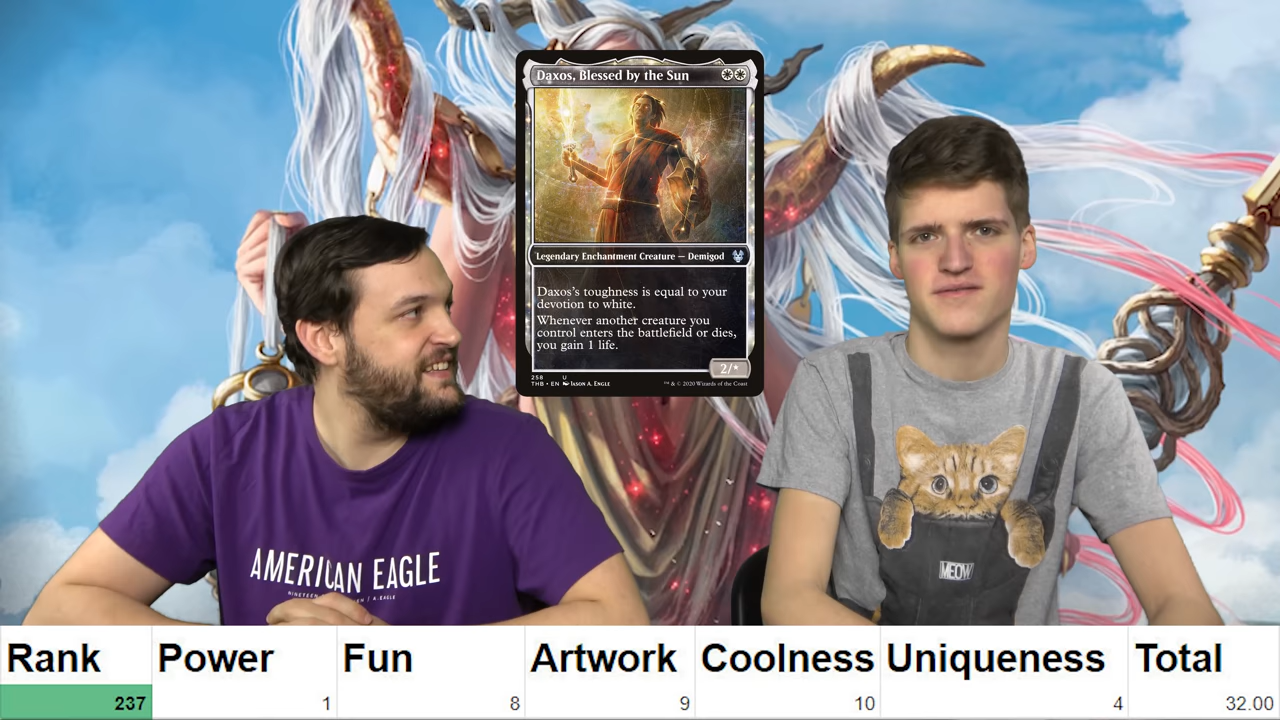 Daxos, Blessed by the Sun
Legendary Enchantment Creature — Demigod
Daxos's toughness is equal to your
devotion to white.
Whenever another creature you
control enters the battlefield or dies,
you gain 1 life.
2/*
258 U
THB • EN JASON A. ENGLE ™ & © 2020 Wizards of the Coast
AMERICAN EAGLE
MEOW
Rank Power Fun Artwork Coolness Uniqueness Total
237 1 8 9 10 4 32.00